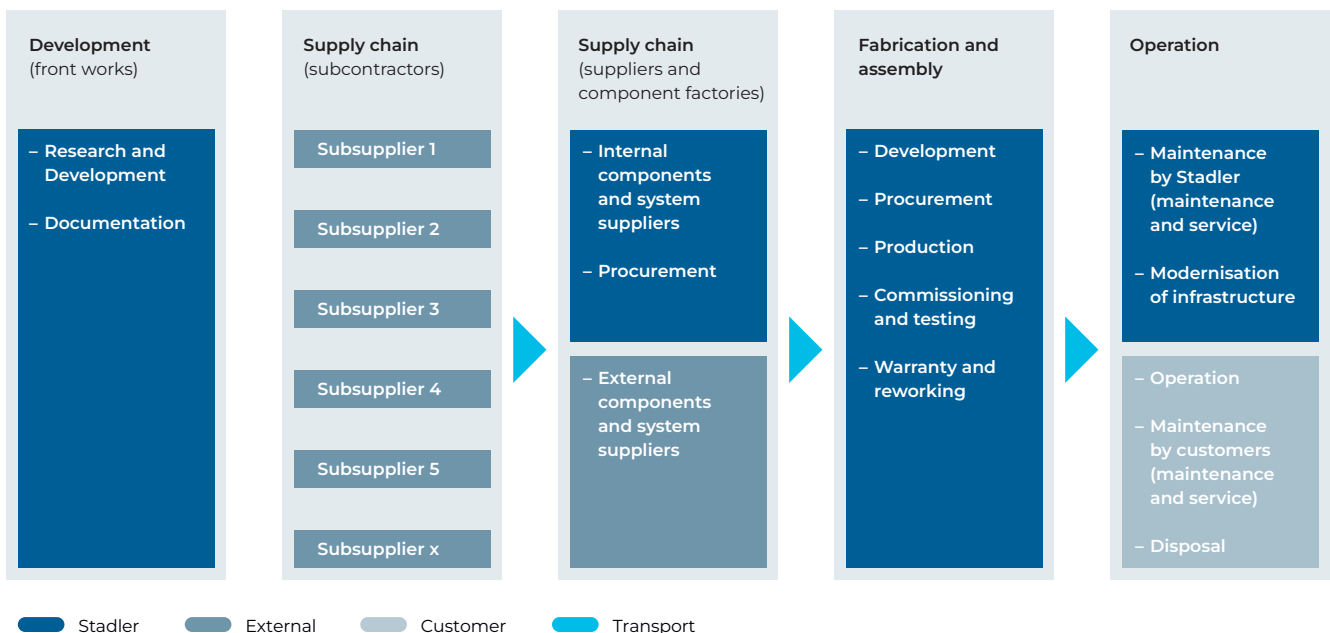 Development
(front works)
– Research and
Development
– Documentation
Supply chain
(subcontractors)
Subsupplier 1
Subsupplier 2
Subsupplier 3
Subsupplier 4
Subsupplier 5
Subsupplier x
Supply chain
(suppliers and
component factories)
– Internal
components
and system
suppliers
– Procurement
– External
components
and system
suppliers
Fabrication and
assembly
– Development
– Procurement
– Production
– Commissioning
and testing
– Warranty and
reworking
Operation
– Maintenance
by Stadler
(maintenance
and service)
– Modernisation
of infrastructure
– Operation
– Maintenance
by customers
(maintenance
and service)
– Disposal
Stadler
External
Customer
Transport